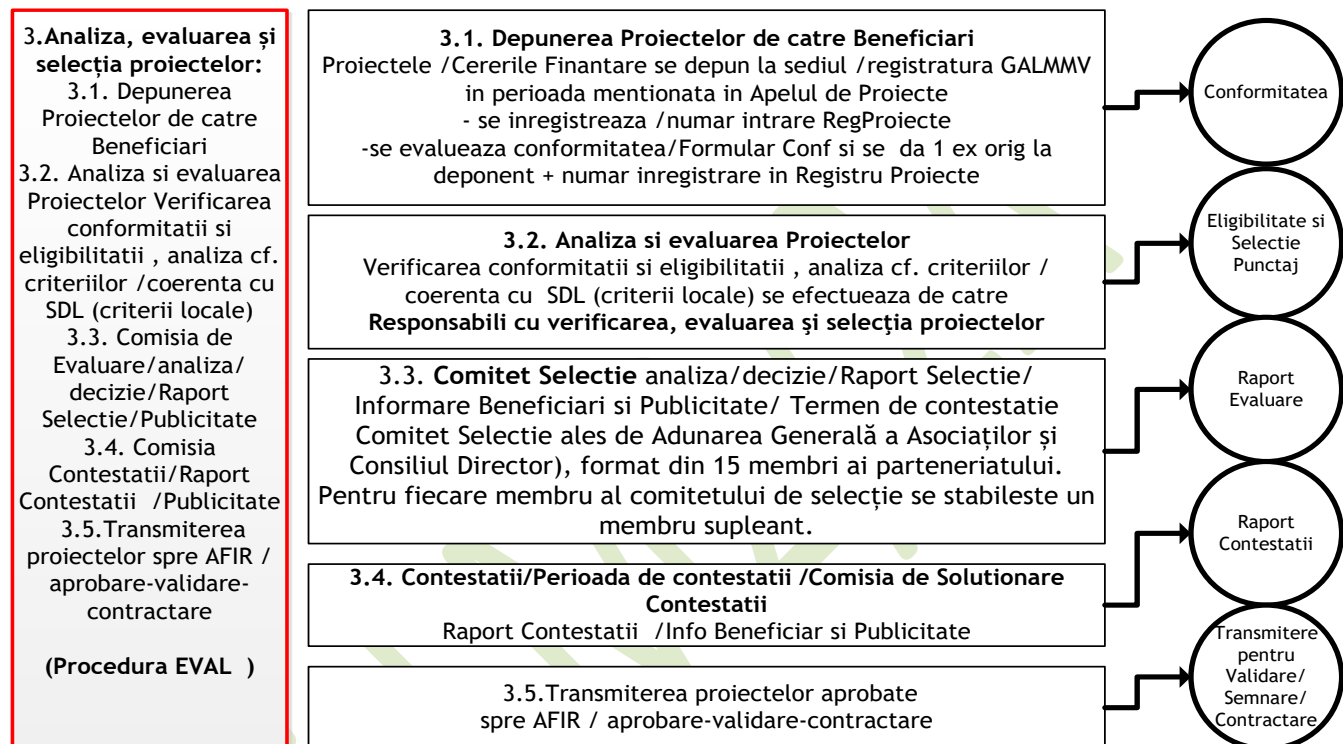 3.Analiza, evaluarea și
selecția proiectelor:
3.1. Depunerea
Proiectelor de catre
Beneficiari
3.2. Analiza si evaluarea
Proiectelor Verificarea
conformitatii si
eligibilitatii , analiza cf.
criteriilor /coerenta cu
SDL (criterii locale)
3.3. Comisia de
Evaluare/analiza/
decizie/Raport
Selectie/Publicitate
3.4. Comisia
Contestatii/Raport
Contestatii /Publicitate
3.5.Transmiterea
proiectelor spre AFIR /
aprobare-validare-
contractare
(Procedura EVAL )
3.1. Depunerea Proiectelor de catre Beneficiari
Proiectele /Cererile Finantare se depun la sediul /registratura GALMMV
in perioada mentionata in Apelul de Proiecte
- se inregistreaza /numar intrare RegProiecte
-se evalueaza conformitatea/Formular Conf si se da 1 ex orig la
deponent + numar inregistrare in Registru Proiecte
Conformitatea
3.2. Analiza si evaluarea Proiectelor
Verificarea conformitatii si eligibilitatii , analiza cf. criteriilor /
coerenta cu SDL (criterii locale) se efectueaza de catre
Responsabili cu verificarea, evaluarea şi selecţia proiectelor
Eligibilitate si
Selectie
Punctaj
3.3. Comitet Selectie analiza/decizie/Raport Selectie/
Informare Beneficiari si Publicitate/ Termen de contestatie
Comitet Selectie ales de Adunarea Generală a Asociaților și
Consiliul Director), format din 15 membri ai parteneriatului.
Pentru fiecare membru al comitetului de selecție se stabileste un
membru supleant.
Raport
Evaluare
3.4. Contestatii/Perioada de contestatii /Comisia de Solutionare
Contestatii
Raport Contestatii /Info Beneficiar si Publicitate
Raport
Contestatii
3.5.Transmiterea proiectelor aprobate
spre AFIR / aprobare-validare-contractare
Transmitere
pentru
Validare/
Semnare/
Contractare